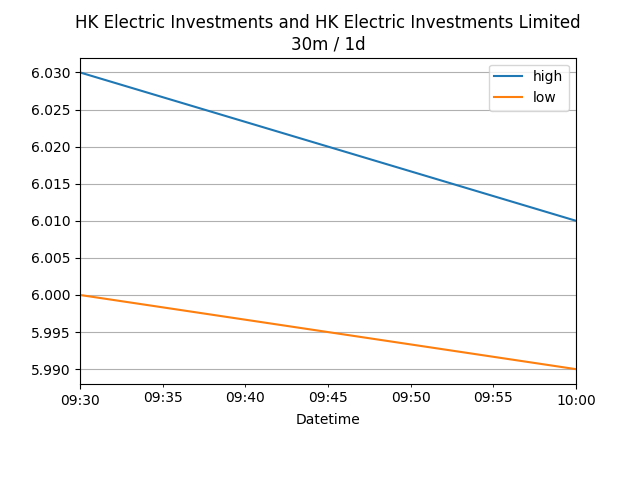 HK Electric Investments and HK Electric Investments Limited
30m / 1d
high
low
6.030
6.025
6.020
6.015
6.010
6.005
6.000
5.995
5.990
09:30 09:35 09:40 09:45 09:50 09:55 10:00
Datetime